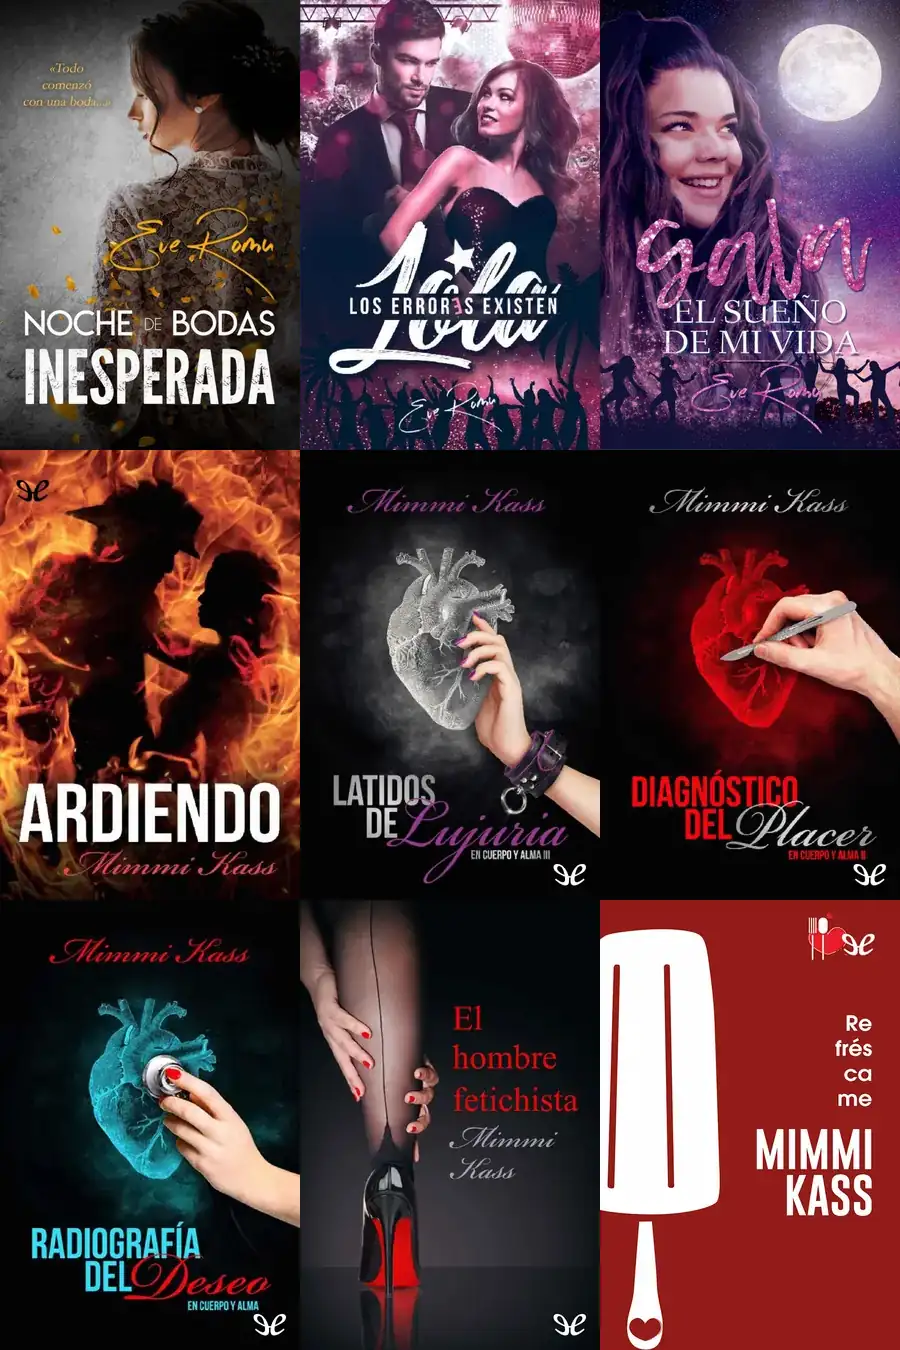 «Todo
comenzó
con una boda...»
Eve Romu
NOCHE DE BODAS
INESPERADA
Lola
LOS ERRORES EXISTEN
Eve Romu
gala
EL SUEÑO
DE MI VIDA
Eve Romu
ARDIENDO
Mimmi Kass
Mimmi Kass
LATIDOS
DE Lujuria
EN CUERPO Y ALMA III
Mimmi Kass
DIAGNÓSTICO
DEL Placer
EN CUERPO Y ALMA II
Mimmi Kass
RADIOGRAFÍA
DEL Deseo
EN CUERPO Y ALMA
El
hombre
fetichista
Mimmi
Kass
Re
frés
ca
me
MIMMI
KASS